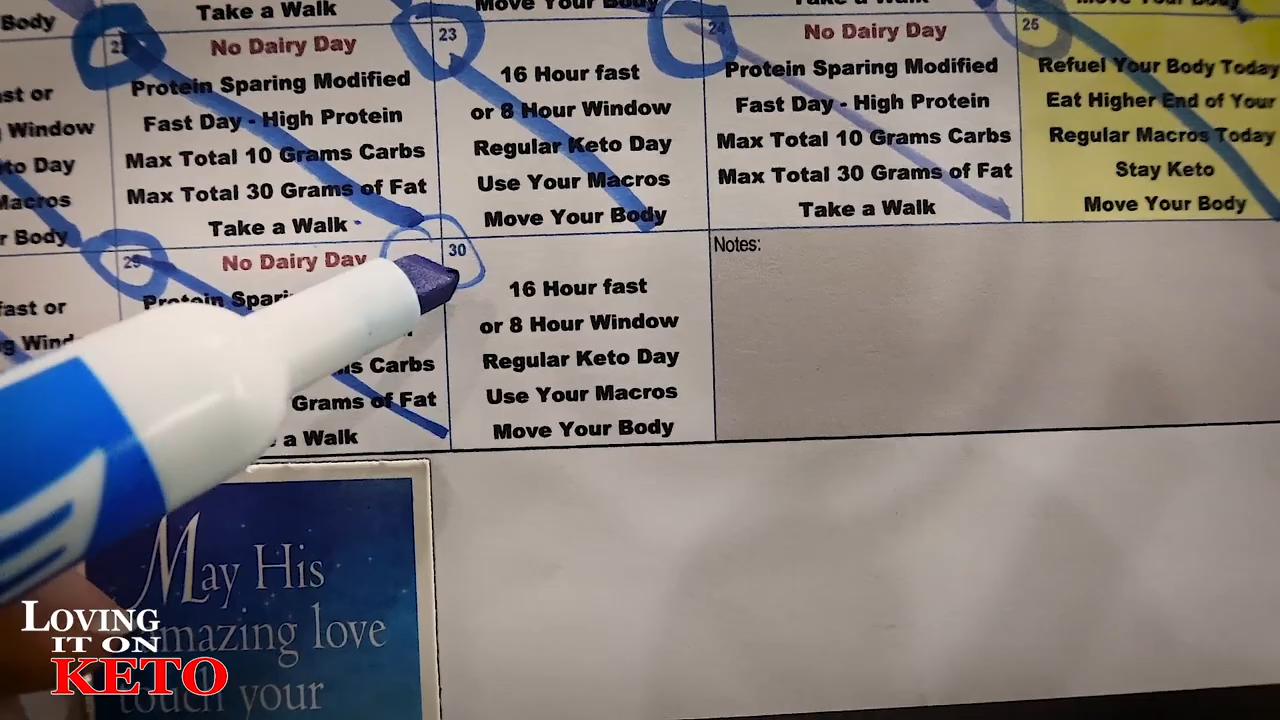 Body
Take a Walk
Move Your Body
No Dairy Day
Protein Sparing Modified
Fast Day - High Protein
Max Total 10 Grams Carbs
Max Total 30 Grams of Fat
Take a Walk
23
16 Hour fast
or 8 Hour Window
Regular Keto Day
Use Your Macros
Move Your Body
24
No Dairy Day
Protein Sparing Modified
Fast Day - High Protein
Max Total 10 Grams Carbs
Max Total 30 Grams of Fat
Take a Walk
25
Refuel Your Body Today
Eat Higher End of Your
Regular Macros Today
Stay Keto
Move Your Body
or
Window
Day
Macros
Body
fast or
No Dairy Day
Protein
Carbs
Grams of Fat
a Walk
30
16 Hour fast
or 8 Hour Window
Regular Keto Day
Use Your Macros
Move Your Body
Notes:
May His
amazing love
touch your
LOVING
IT ON
KETO